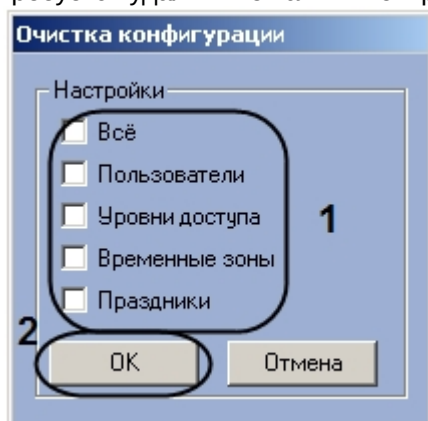 Очистка конфигурации
Настройки
Всё
Пользователи
Уровни доступа
1
Временные зоны
Праздники
2
OK
Отмена